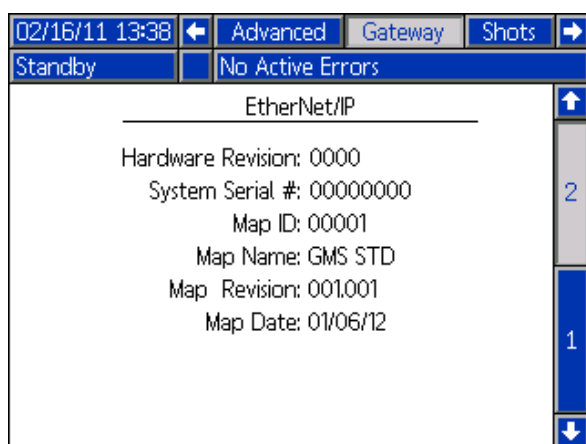 02/16/11 13:38 Advanced Gateway Shots
Standby No Active Errors
EtherNet/IP
Hardware Revision: 0000
System Serial #: 00000000
2
Map ID: 00001
Map Name: GMS STD
Map Revision: 001.001
Map Date: 01/06/12
1